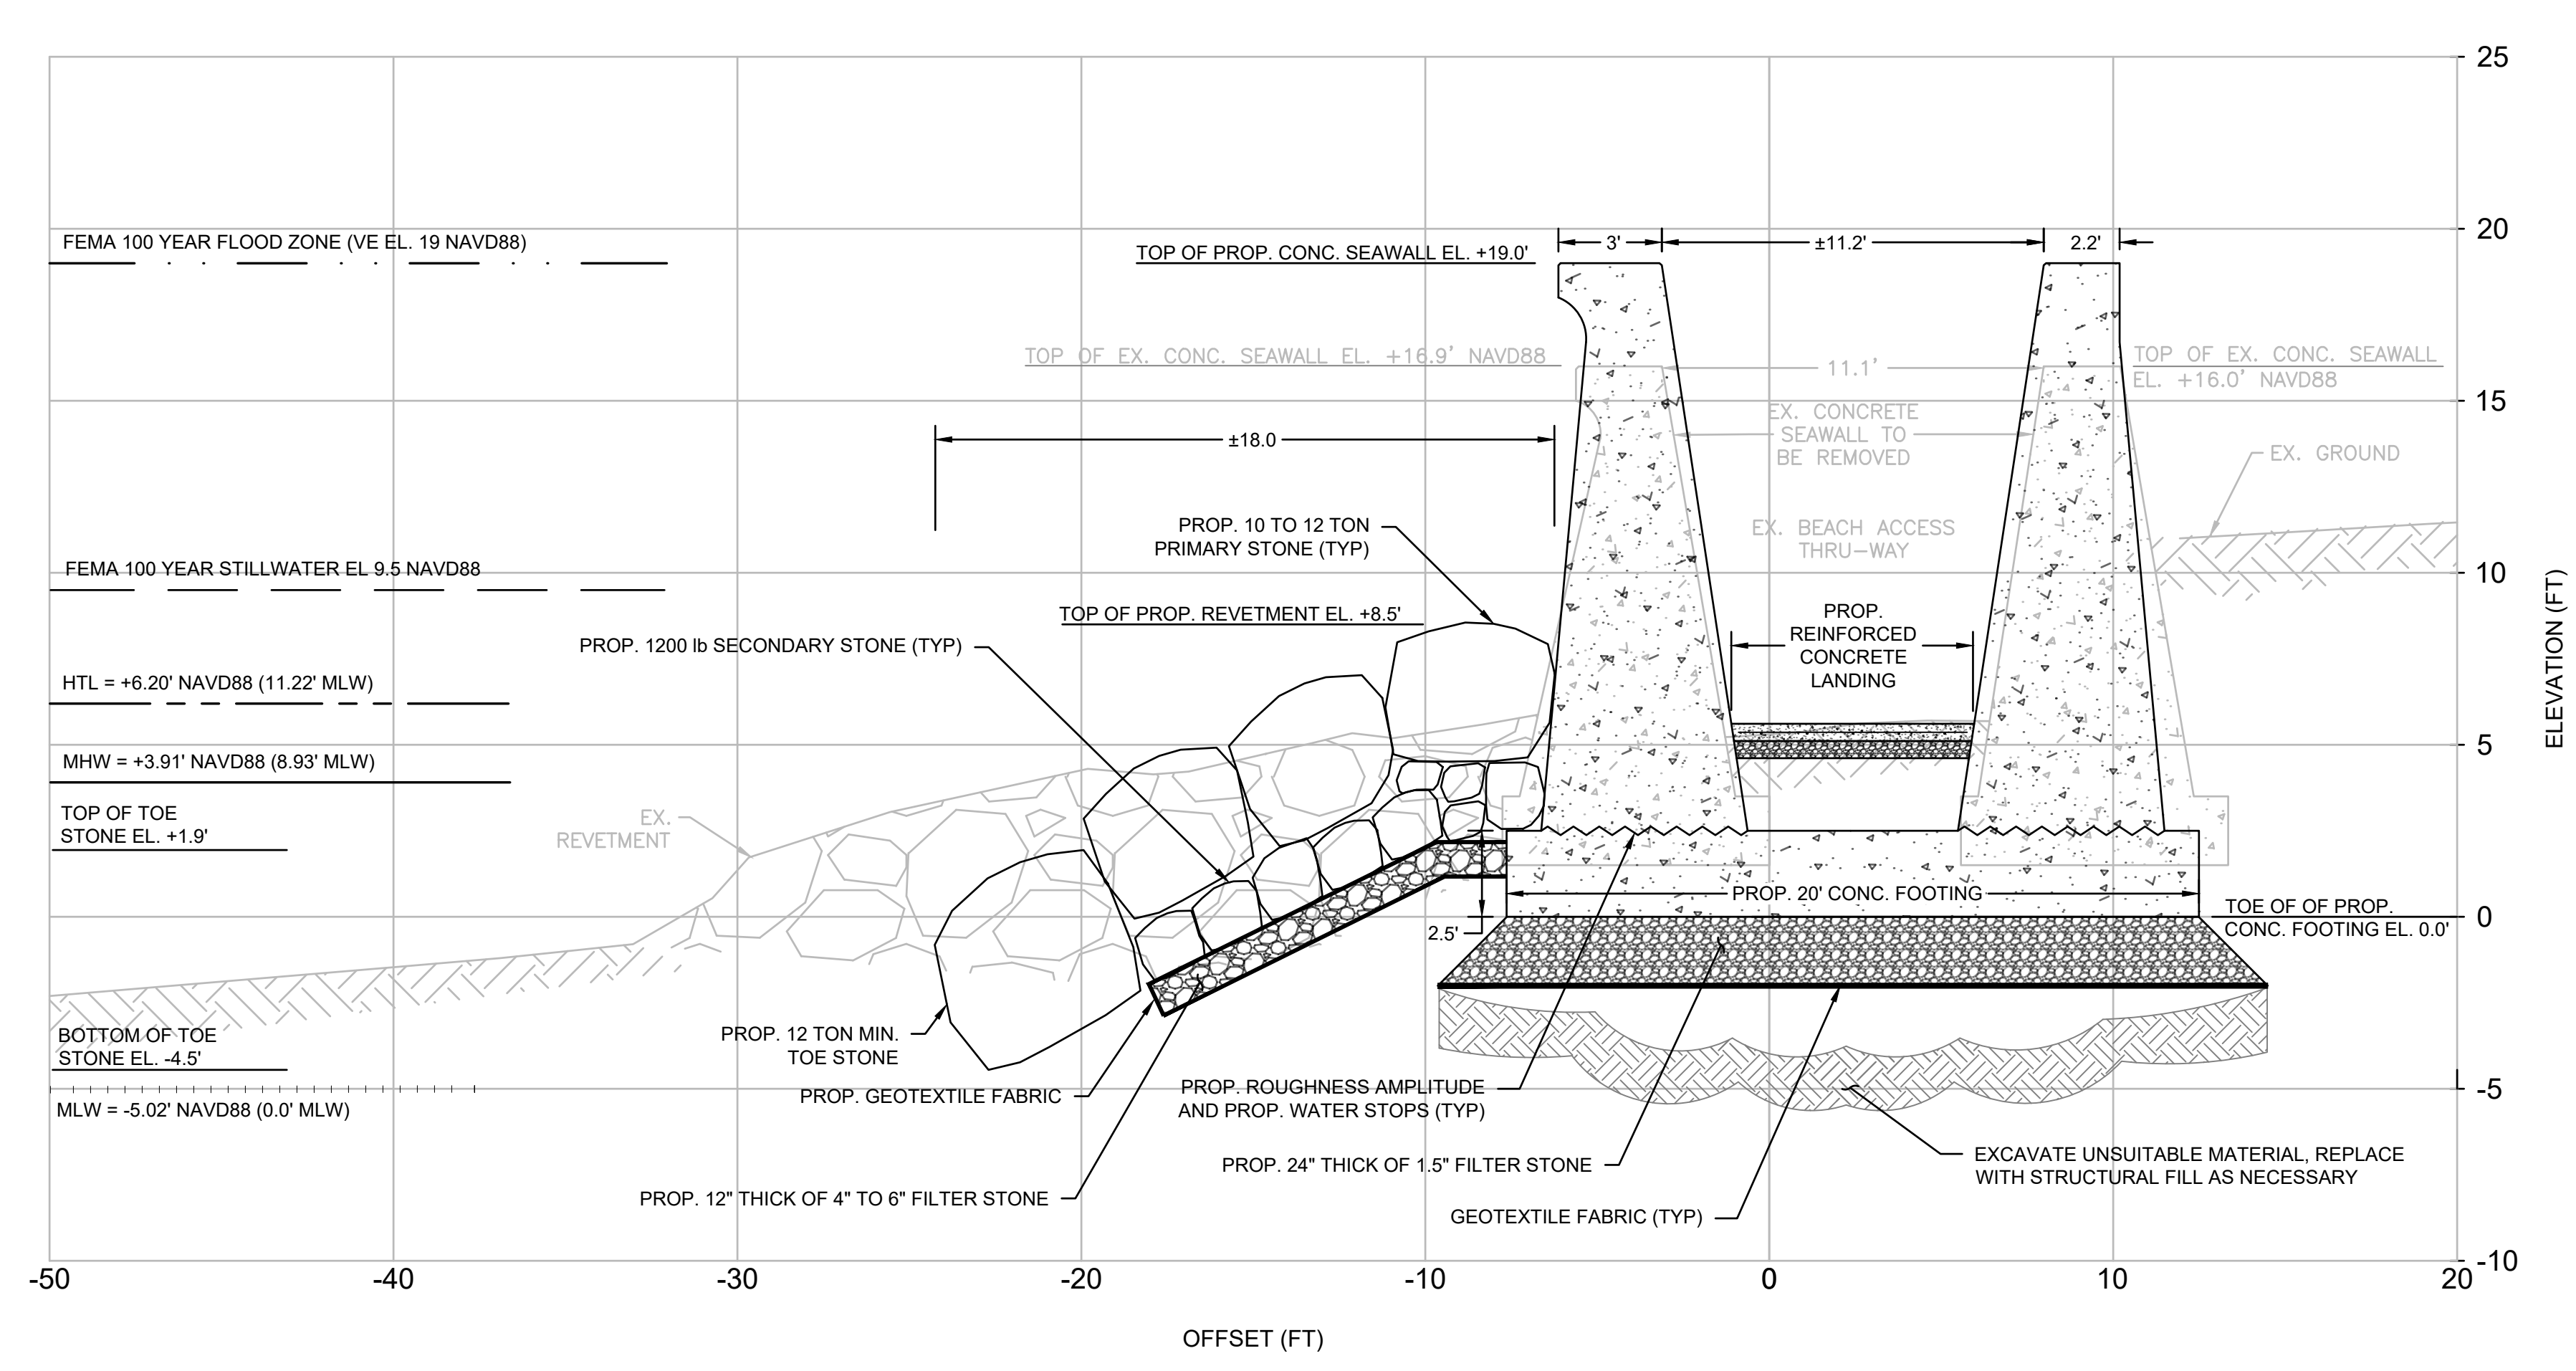 25
20
15
10
5
0
-5
-10
ELEVATION (FT)
FEMA 100 YEAR FLOOD ZONE (VE EL. 19 NAVD88)
TOP OF PROP. CONC. SEAWALL EL. +19.0'
3'
±11.2'
2.2'
TOP OF EX. CONC. SEAWALL EL. +16.9' NAVD88
11.1'
TOP OF EX. CONC. SEAWALL
EL. +16.0' NAVD88
EX. CONCRETE
SEAWALL TO
BE REMOVED
±18.0
EX. GROUND
PROP. 10 TO 12 TON
PRIMARY STONE (TYP)
EX. BEACH ACCESS
THRU-WAY
FEMA 100 YEAR STILLWATER EL 9.5 NAVD88
TOP OF PROP. REVETMENT EL. +8.5'
PROP.
REINFORCED
CONCRETE
LANDING
PROP. 1200 lb SECONDARY STONE (TYP)
HTL = +6.20' NAVD88 (11.22' MLW)
MHW = +3.91' NAVD88 (8.93' MLW)
TOP OF TOE
STONE EL. +1.9'
EX.
REVETMENT
PROP. 20' CONC. FOOTING
TOE OF OF PROP.
CONC. FOOTING EL. 0.0'
2.5'
BOTTOM OF TOE
STONE EL. -4.5'
PROP. 12 TON MIN.
TOE STONE
PROP. GEOTEXTILE FABRIC
PROP. ROUGHNESS AMPLITUDE
AND PROP. WATER STOPS (TYP)
MLW = -5.02' NAVD88 (0.0' MLW)
PROP. 24" THICK OF 1.5" FILTER STONE
EXCAVATE UNSUITABLE MATERIAL, REPLACE
WITH STRUCTURAL FILL AS NECESSARY
PROP. 12" THICK OF 4" TO 6" FILTER STONE
GEOTEXTILE FABRIC (TYP)
-50
-40
-30
-20
-10
0
10
20
OFFSET (FT)